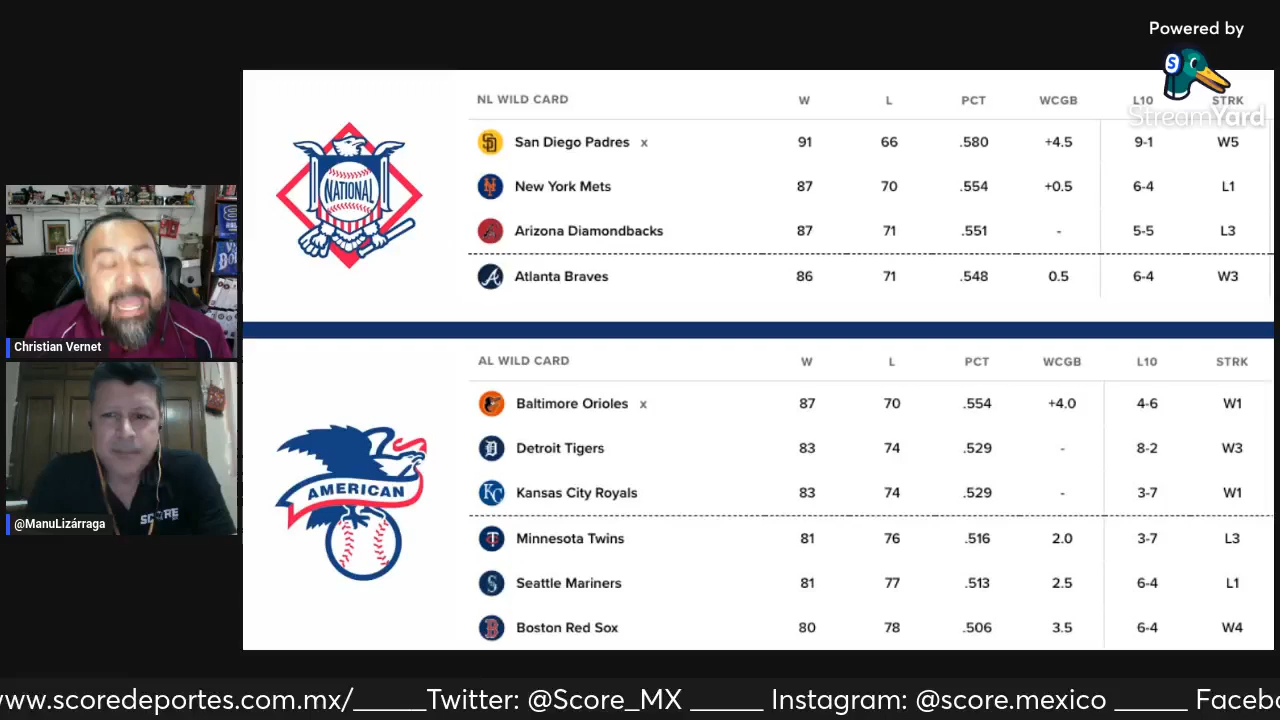 Powered by
StreamYard
NL WILD CARD W L PCT WCGB L10 STRK
San Diego Padres x 91 66 .580 +4.5 9-1 W5
New York Mets 87 70 .554 +0.5 6-4 L1
Arizona Diamondbacks 87 71 .551 - 5-5 L3
Atlanta Braves 86 71 .548 0.5 6-4 W3
NATIONAL
AL WILD CARD W L PCT WCGB L10 STRK
Baltimore Orioles x 87 70 .554 +4.0 4-6 W1
Detroit Tigers 83 74 .529 - 8-2 W3
Kansas City Royals 83 74 .529 - 3-7 W1
Minnesota Twins 81 76 .516 2.0 3-7 L3
Seattle Mariners 81 77 .513 2.5 6-4 L1
Boston Red Sox 80 78 .506 3.5 6-4 W4
AMERICAN
Christian Vernet
SCORE
@ManuLizárraga
www.scoredeportes.com.mx/_____Twitter: @Score_MX _____ Instagram: @score.mexico _____ Facebo